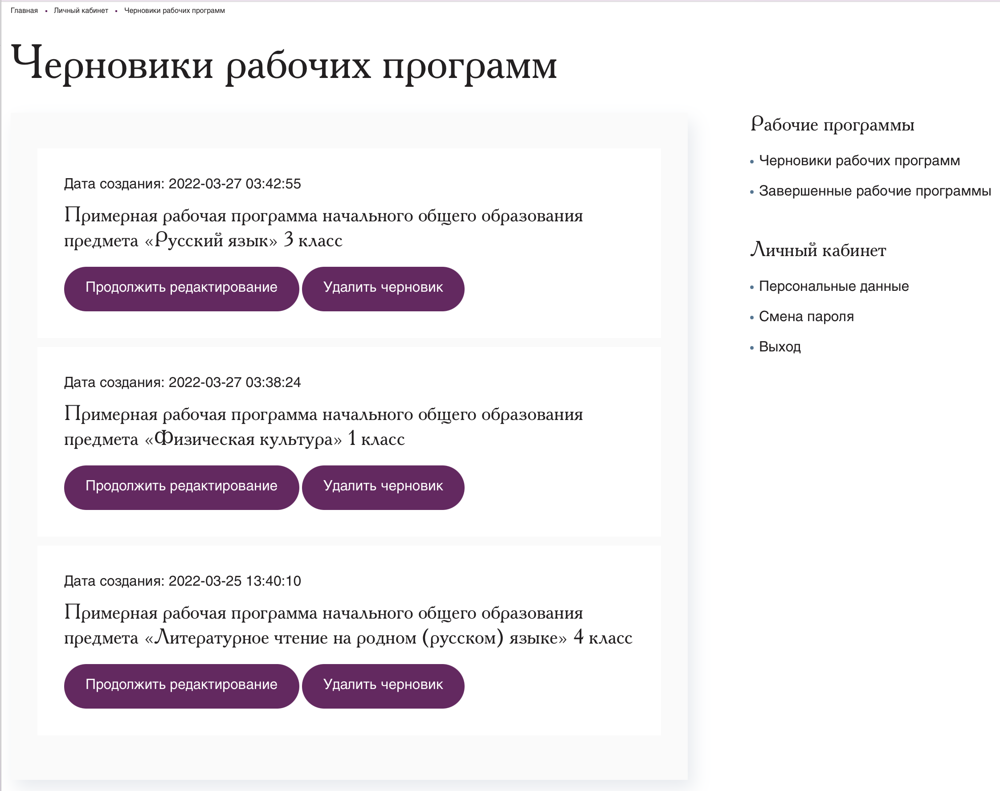 Главная ▪ Личный кабинет ▪ Черновики рабочих программ
Черновики рабочих программ
Дата создания: 2022-03-27 03:42:55
Примерная рабочая программа начального общего образования
предмета «Русский язык» 3 класс
Продолжить редактирование Удалить черновик
Дата создания: 2022-03-27 03:38:24
Примерная рабочая программа начального общего образования
предмета «Физическая культура» 1 класс
Продолжить редактирование Удалить черновик
Дата создания: 2022-03-25 13:40:10
Примерная рабочая программа начального общего образования
предмета «Литературное чтение на родном (русском) языке» 4 класс
Продолжить редактирование Удалить черновик
Рабочие программы
• Черновики рабочих программ
• Завершенные рабочие программы
Личный кабинет
• Персональные данные
• Смена пароля
• Выход